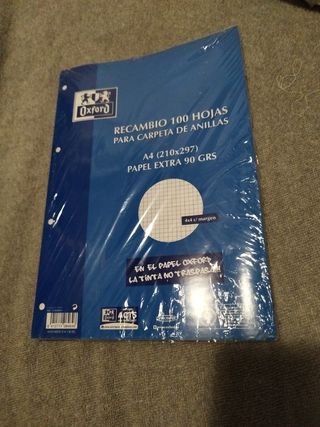 Oxford
RECAMBIO 100 HOJAS
PARA CARPETA DE ANILLAS
A4 (210x297)
PAPEL EXTRA 90 GRS
4x4 c/ margen
EN EL PAPEL OXFORD
LA TINTA NO TRASPASA!!!